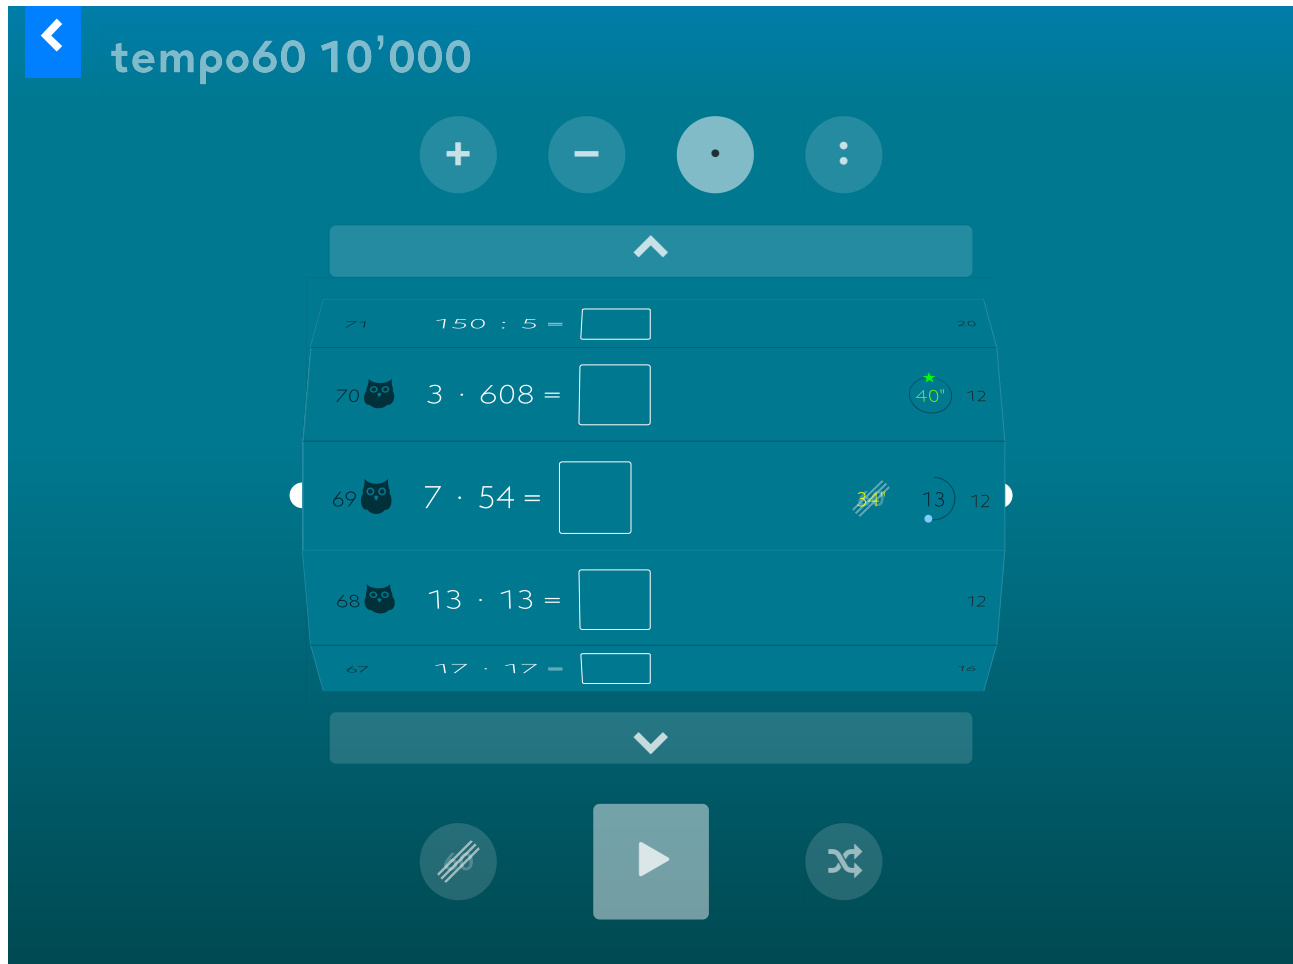 tempo60 10’000
+ − · :
71 150 : 5 = 20
70 3 · 608 = 40" 12
69 7 · 54 = 34" 13 12
68 13 · 13 = 12
67 17 · 17 = 16
60